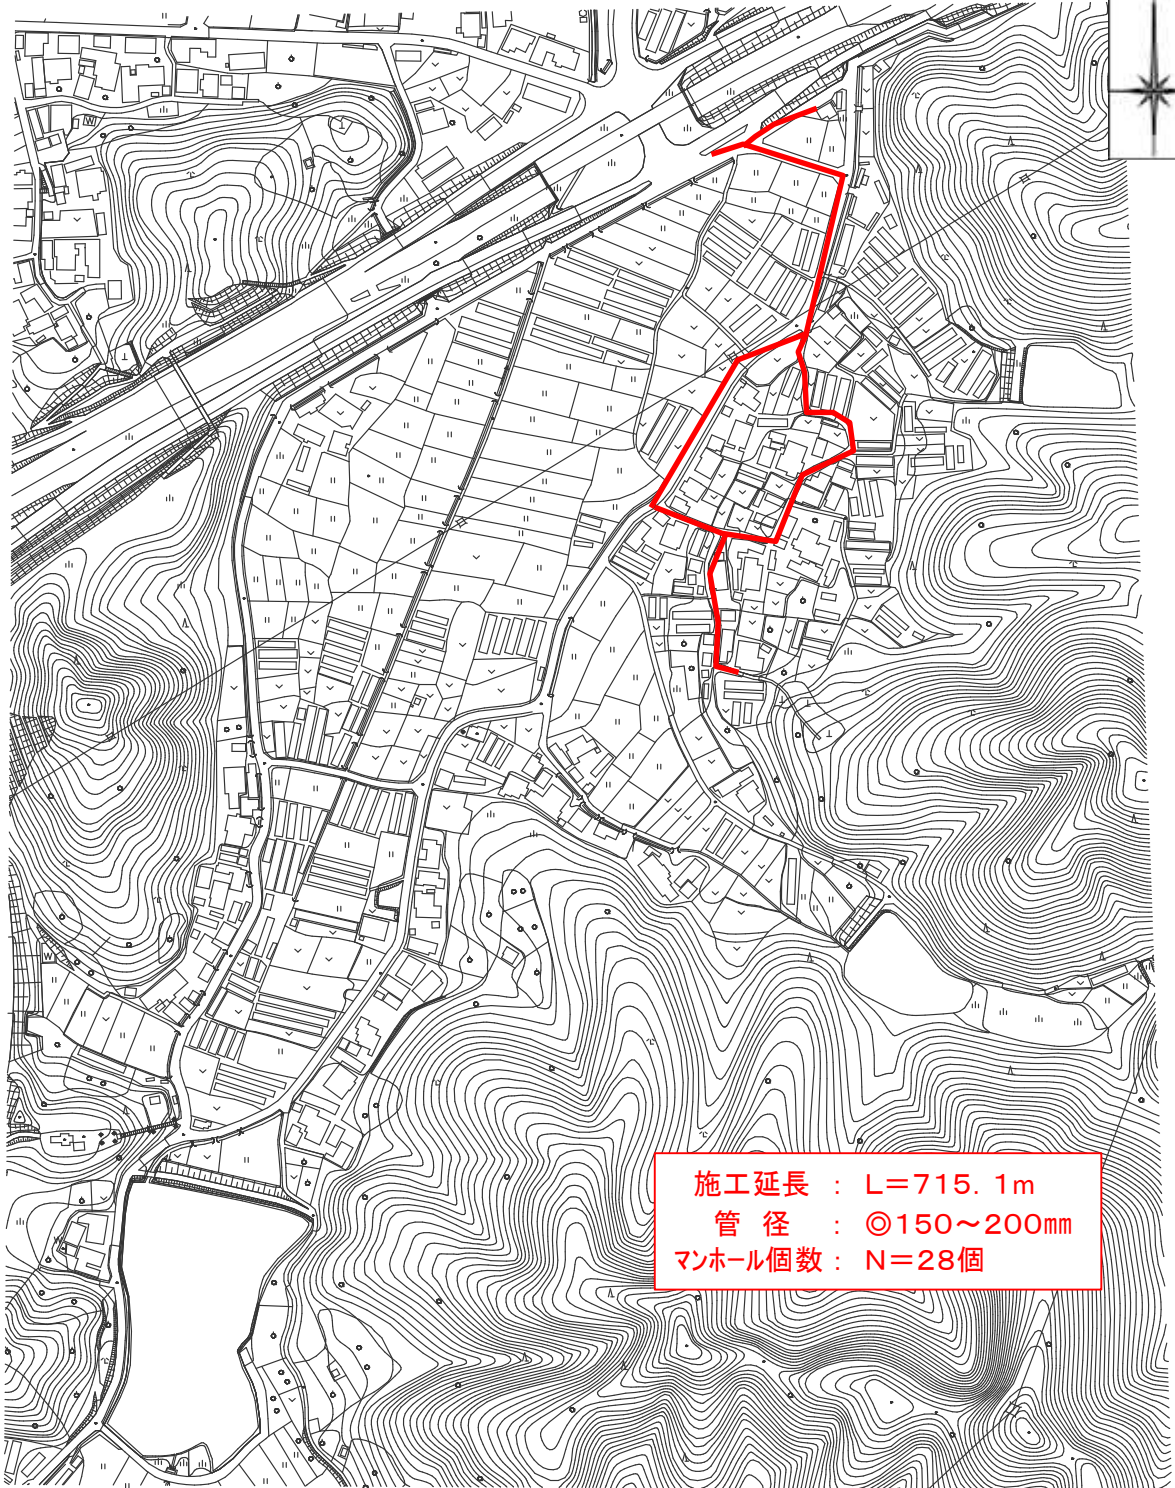 施工延長 : L=715.1m
管 径 : ◎150~200㎜
マンホール個数 : N=28個